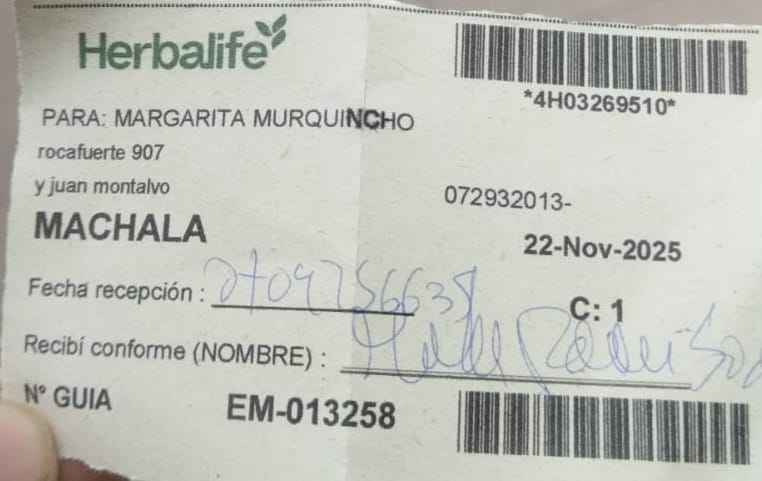 Herbalife
*4H03269510*
PARA: MARGARITA MURQUINCHO
rocafuerte 907
y juan montalvo
072932013-
MACHALA
22-Nov-2025
Fecha recepción :
C: 1
Recibí conforme (NOMBRE) :
N° GUIA EM-013258